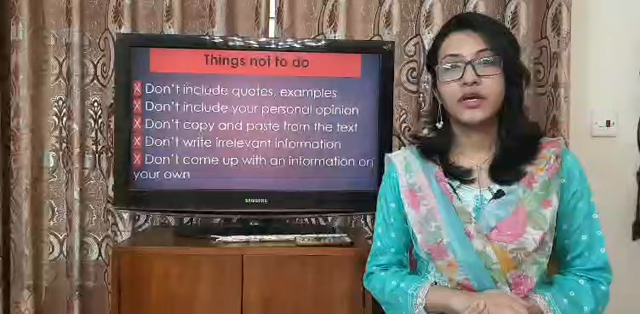 Things not to do
X Don't include quotes, examples
X Don't include your personal opinion
X Don't copy and paste from the text
X Don't write irrelevant information
X Don't come up with an information on
your own
SAMSUNG